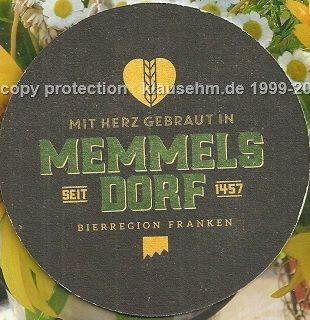 copy protection - klausehm.de 1999-20
MIT HERZ GEBRAUT IN
MEMMELS
SEIT DORF 1457
BIERREGION FRANKEN